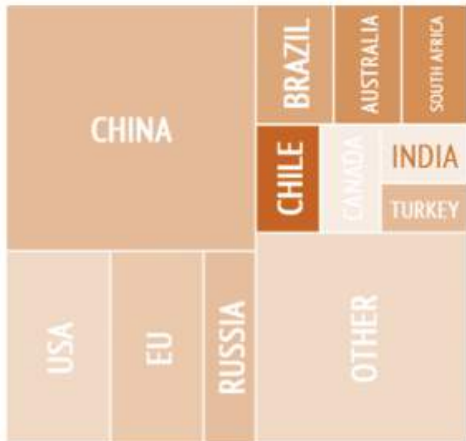 CHINA
BRAZIL
AUSTRALIA
SOUTH AFRICA
CHILE
CANADA
INDIA
TURKEY
USA
EU
RUSSIA
OTHER